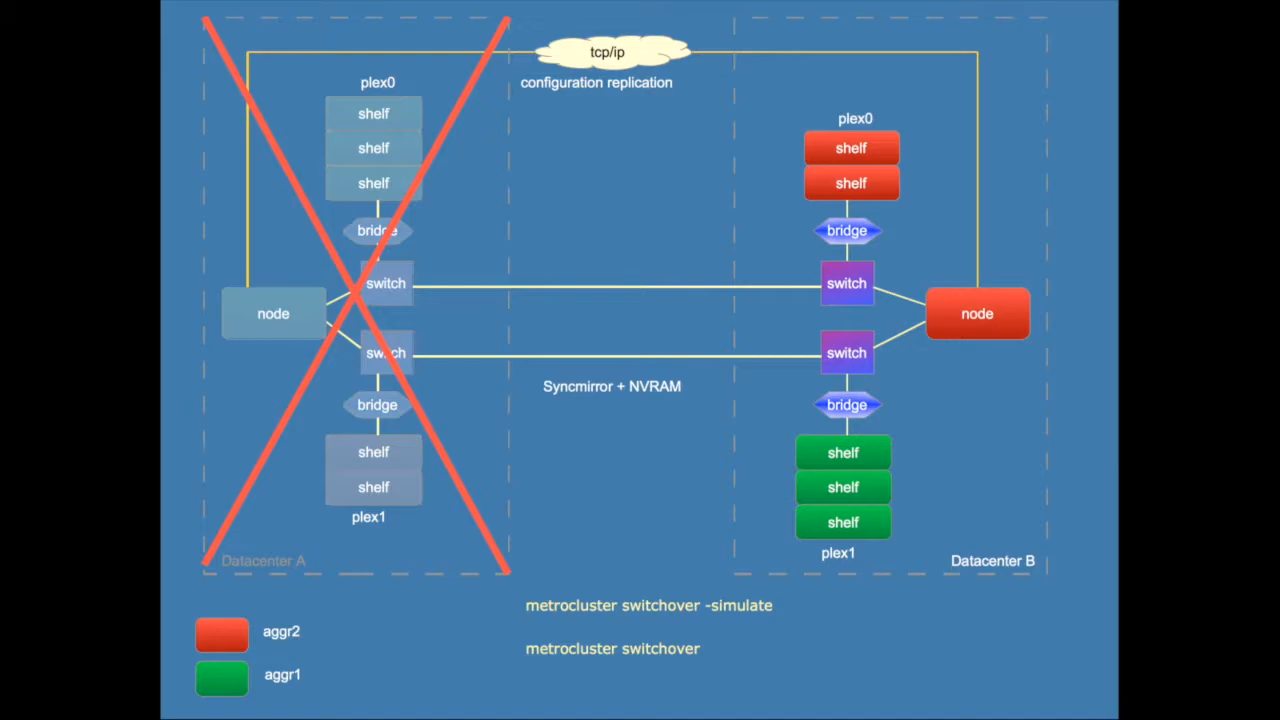 tcp/ip
configuration replication
plex0
shelf
shelf
shelf
bridge
switch
node
switch
bridge
shelf
shelf
plex1
Datacenter A
Syncmirror + NVRAM
plex0
shelf
shelf
bridge
switch
node
switch
bridge
shelf
shelf
shelf
plex1
Datacenter B
metrocluster switchover -simulate
metrocluster switchover
aggr2
aggr1